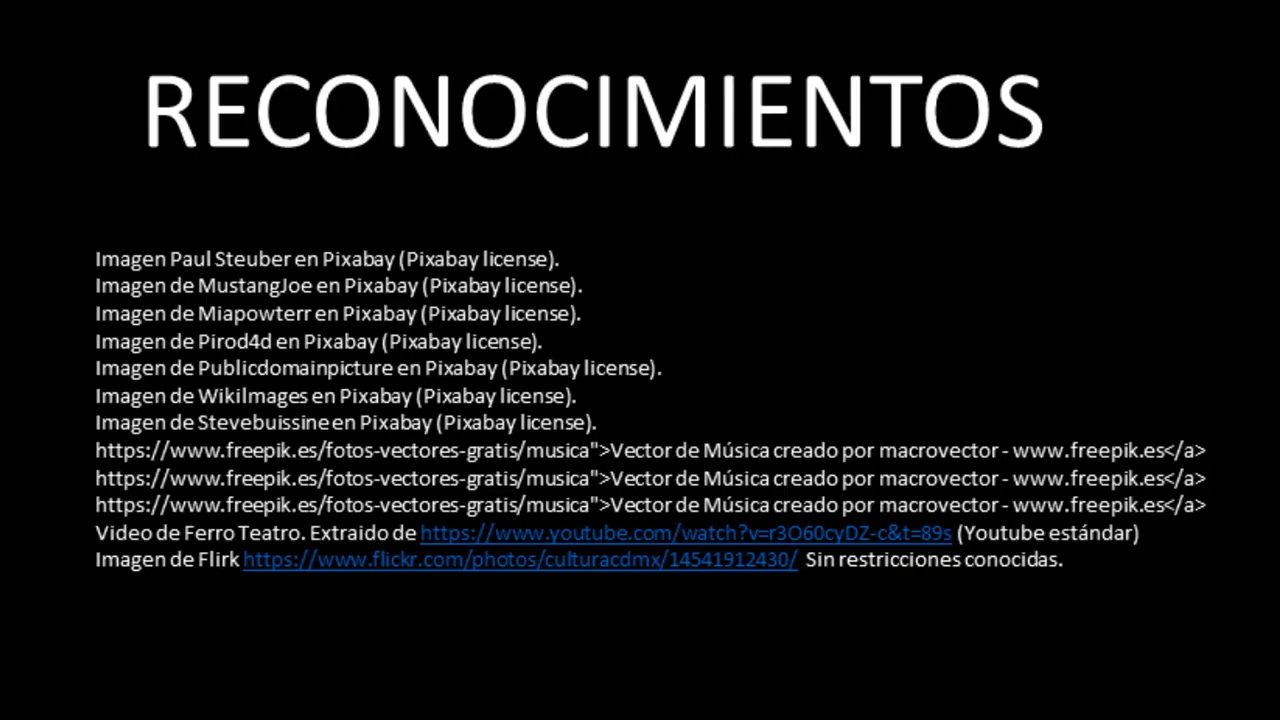 RECONOCIMIENTOS
Imagen Paul Steuber en Pixabay (Pixabay license).
Imagen de MustangJoe en Pixabay (Pixabay license).
Imagen de Miapowterr en Pixabay (Pixabay license).
Imagen de Pirod4d en Pixabay (Pixabay license).
Imagen de Publicdomainpicture en Pixabay (Pixabay license).
Imagen de WikiImages en Pixabay (Pixabay license).
Imagen de Stevebuissine en Pixabay (Pixabay license).
https://www.freepik.es/fotos-vectores-gratis/musica">Vector de Música creado por macrovector - www.freepik.es</a>
https://www.freepik.es/fotos-vectores-gratis/musica">Vector de Música creado por macrovector - www.freepik.es</a>
https://www.freepik.es/fotos-vectores-gratis/musica">Vector de Música creado por macrovector - www.freepik.es</a>
Video de Ferro Teatro. Extraido de https://www.youtube.com/watch?v=r3O60cyDZ-c&t=89s (Youtube estándar)
Imagen de Flirk https://www.flickr.com/photos/culturacdmx/14541912430/ Sin restricciones conocidas.